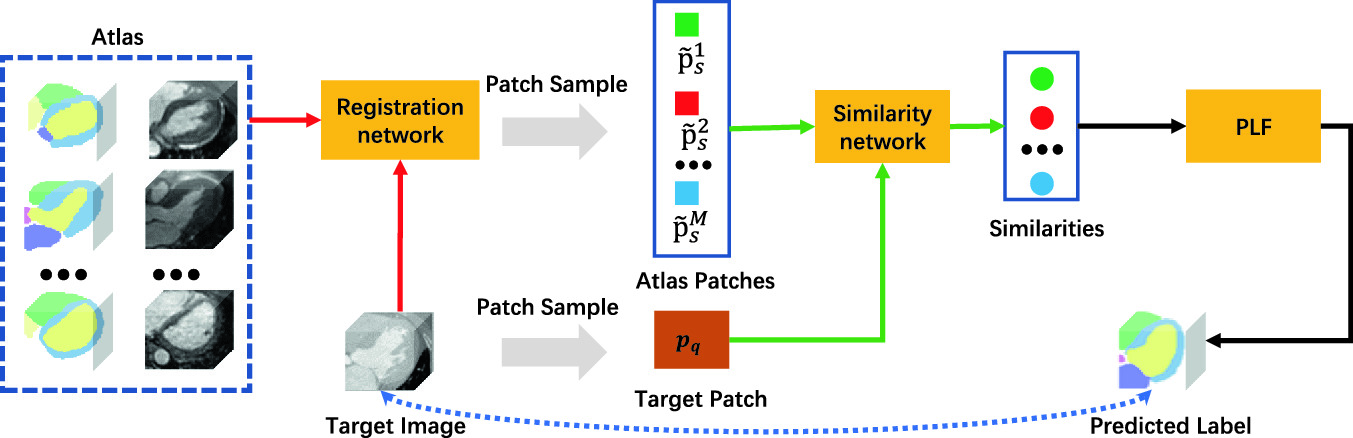 Atlas
Registration
network
Patch Sample
p̃ₛ¹
p̃ₛ²
p̃ₛᴹ
Atlas Patches
Similarity
network
Similarities
PLF
Target Image
Patch Sample
p_q
Target Patch
Predicted Label